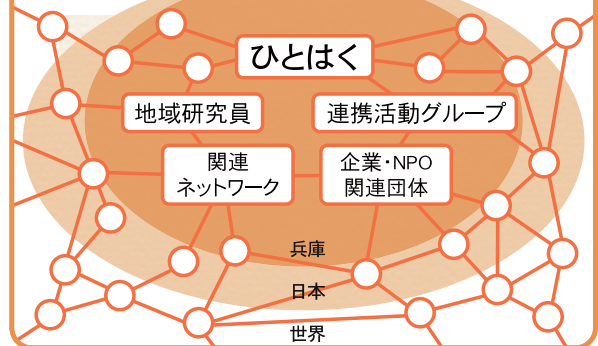 ひとはく
地域研究員
連携活動グループ
関連
ネットワーク
企業・NPO
関連団体
兵庫
日本
世界